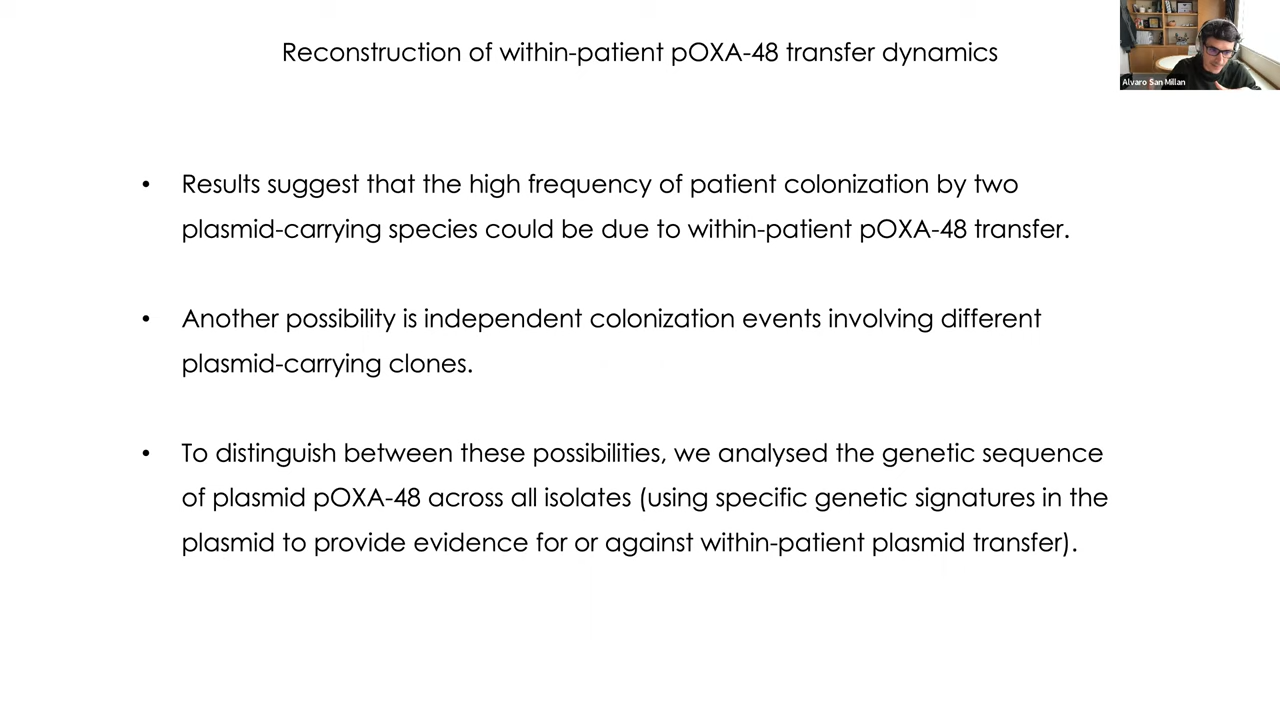 Reconstruction of within-patient pOXA-48 transfer dynamics
Alvaro San Millan
• Results suggest that the high frequency of patient colonization by two
plasmid-carrying species could be due to within-patient pOXA-48 transfer.
• Another possibility is independent colonization events involving different
plasmid-carrying clones.
• To distinguish between these possibilities, we analysed the genetic sequence
of plasmid pOXA-48 across all isolates (using specific genetic signatures in the
plasmid to provide evidence for or against within-patient plasmid transfer).